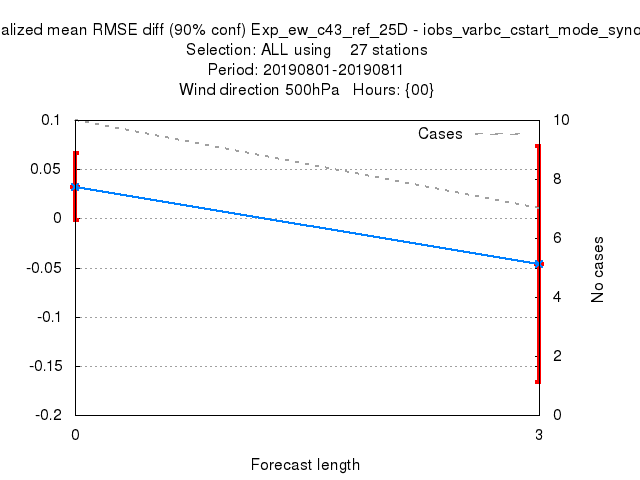 alized mean RMSE diff (90% conf) Exp_ew_c43_ref_25D - iobs_varbc_cstart_mode_syno
Selection: ALL using 27 stations
Period: 20190801-20190811
Wind direction 500hPa Hours: {00}
0.1
0.05
0
-0.05
-0.1
-0.15
-0.2
Cases
10
8
6
4
2
0
No cases
0
3
Forecast length